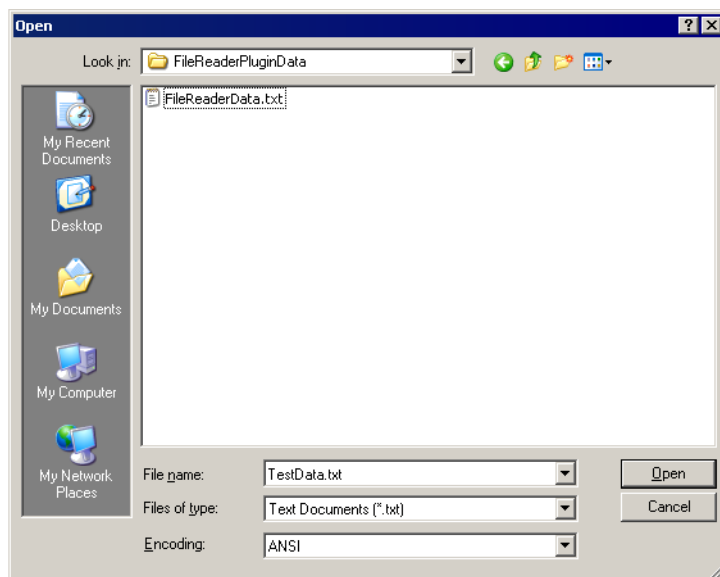 Open
Look in: FileReaderPluginData
FileReaderData.txt
My Recent
Documents
Desktop
My Documents
My Computer
My Network
Places
File name: TestData.txt Open
Files of type: Text Documents (*.txt) Cancel
Encoding: ANSI